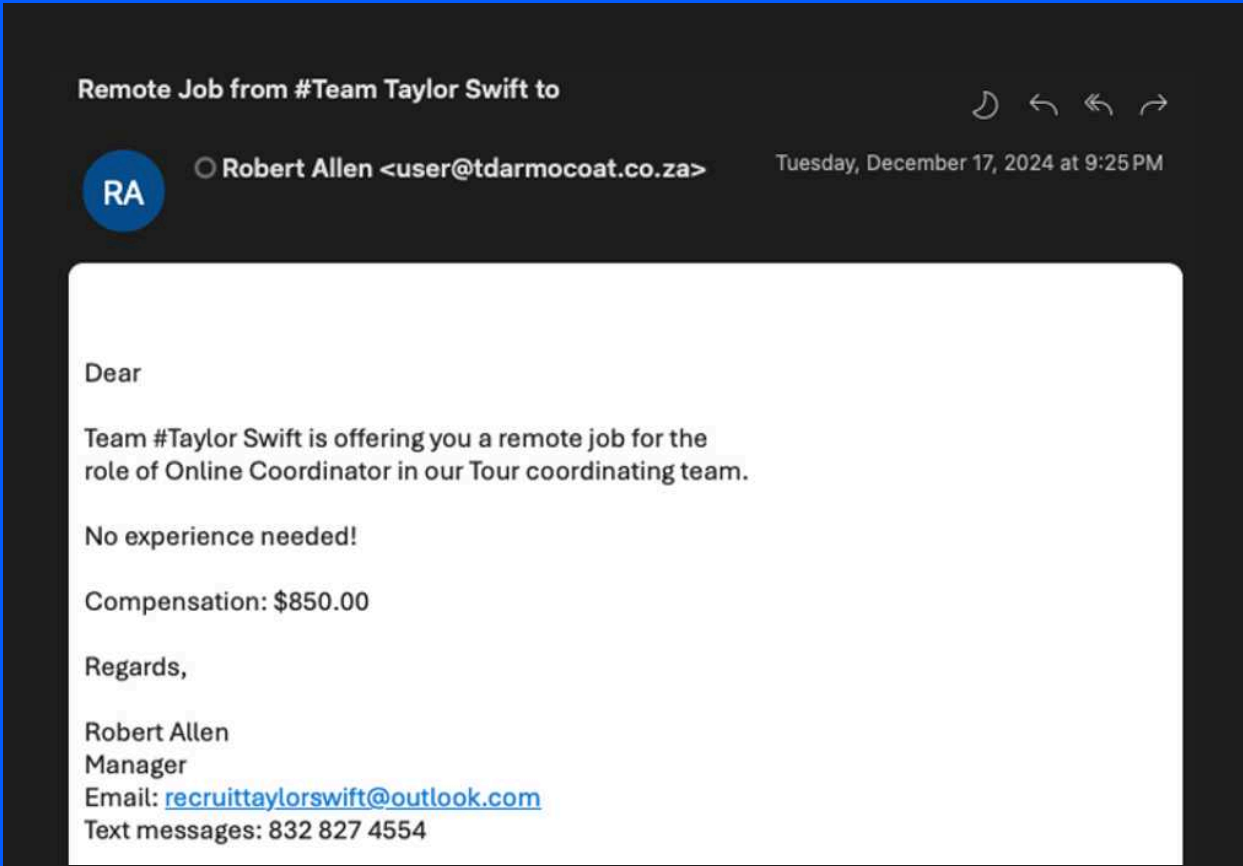 Remote Job from #Team Taylor Swift to
RA
Robert Allen <user@tdarmocoat.co.za>
Tuesday, December 17, 2024 at 9:25 PM
Dear
Team #Taylor Swift is offering you a remote job for the
role of Online Coordinator in our Tour coordinating team.
No experience needed!
Compensation: $850.00
Regards,
Robert Allen
Manager
Email: recruittaylorswift@outlook.com
Text messages: 832 827 4554